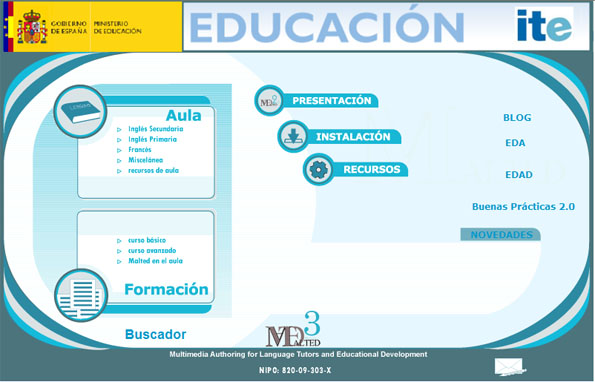 GOBIERNO
DE ESPAÑA
MINISTERIO
DE EDUCACIÓN
EDUCACIÓN
ite
Aula
Inglés Secundaria
Inglés Primaria
Francés
Miscelánea
recursos de aula
curso básico
curso avanzado
Malted en el aula
Formación
Buscador
PRESENTACIÓN
INSTALACIÓN
RECURSOS
BLOG
EDA
EDAD
Buenas Prácticas 2.0
NOVEDADES
MALTED 3
Multimedia Authoring for Language Tutors and Educational Development
NIPO: 820-09-303-X